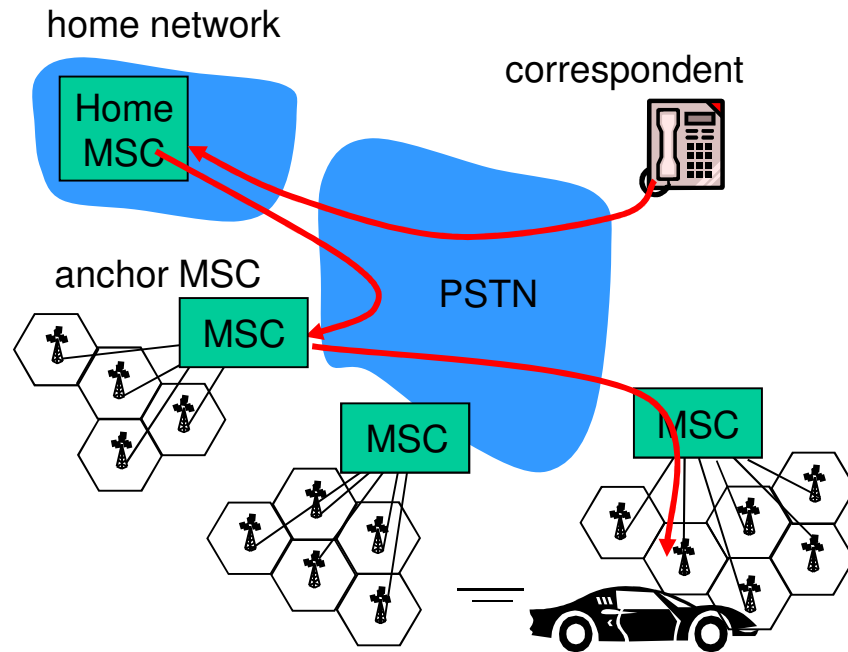 home network
correspondent
Home
MSC
anchor MSC
PSTN
MSC
MSC
MSC